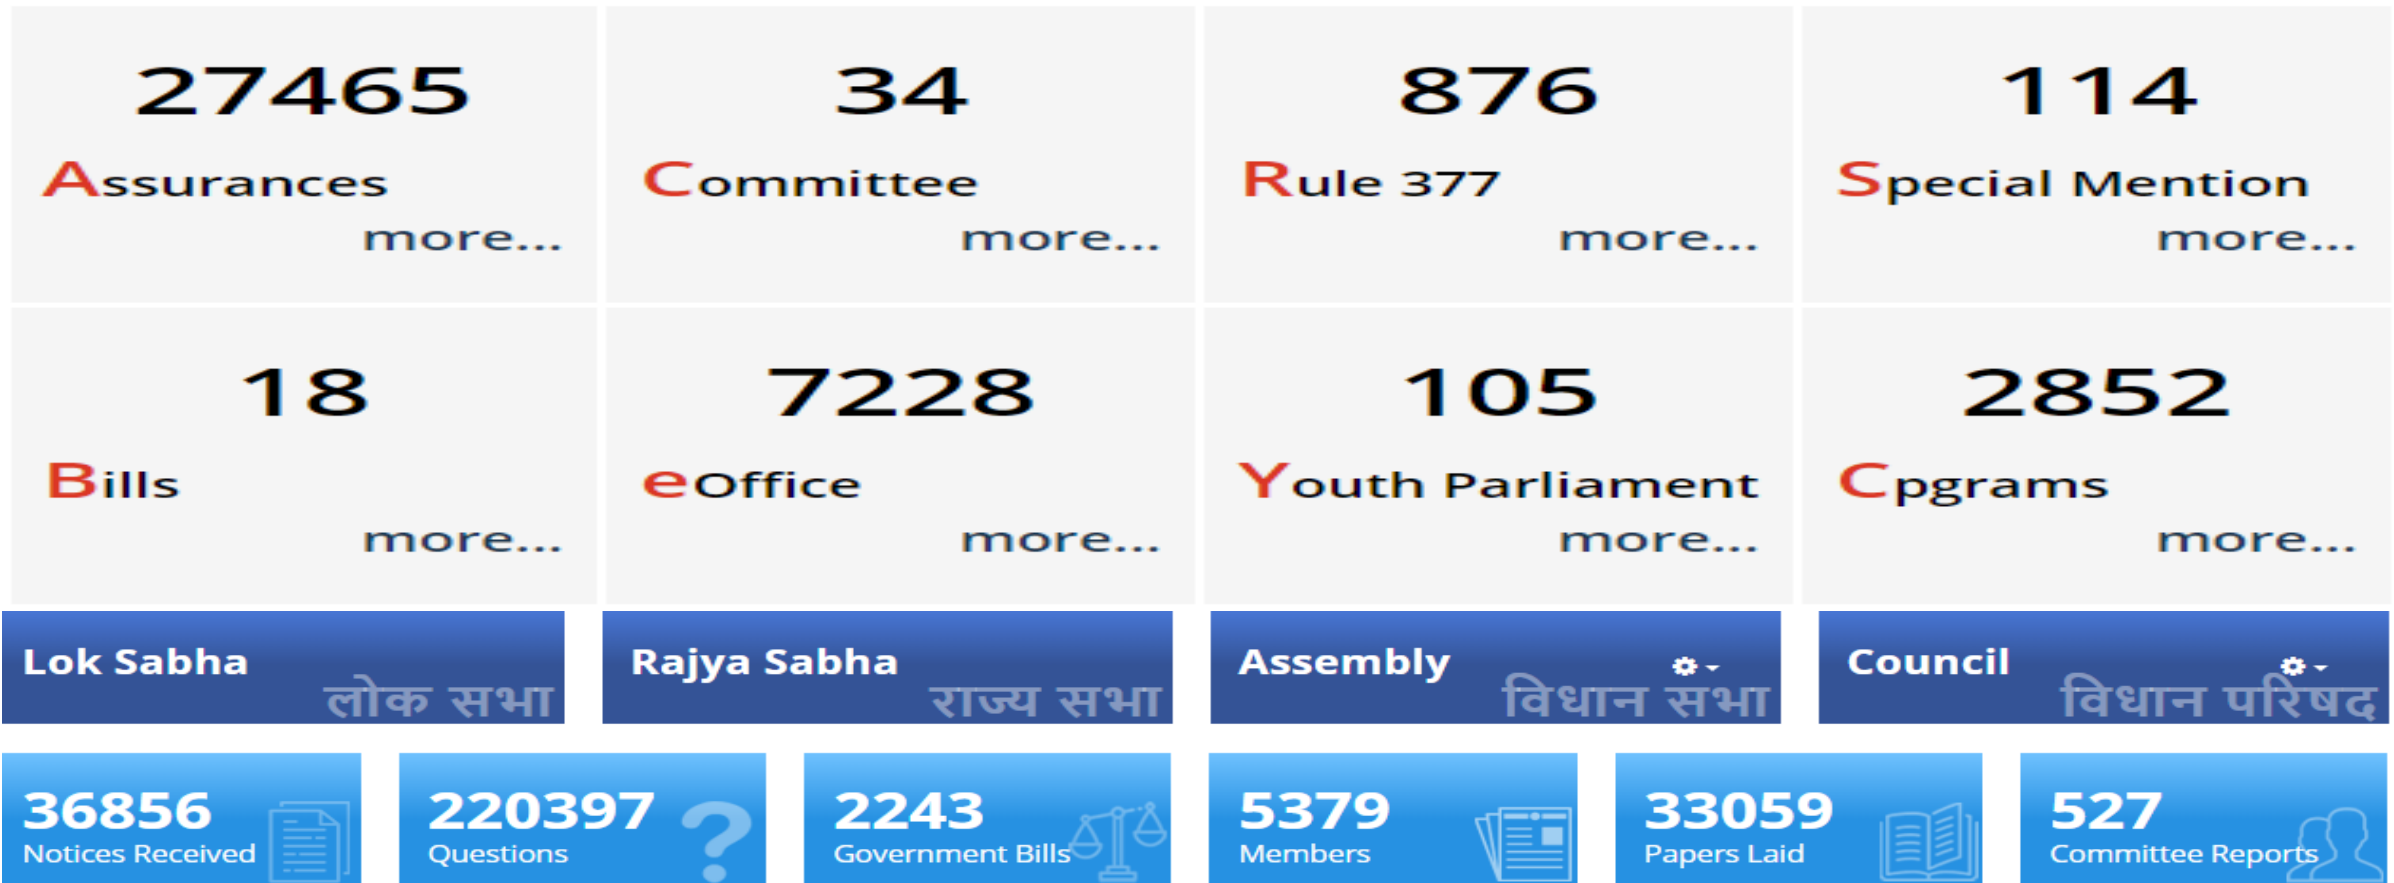 27465 34 876 114
Assurances Committee Rule 377 Special Mention
more... more... more... more...
18 7228 105 2852
Bills eOffice Youth Parliament Cpgrams
more... more... more... more...
Lok Sabha Rajya Sabha Assembly Council
लोक सभा राज्य सभा विधान सभा विधान परिषद
36856 220397 2243 5379 33059 527
Notices Received Questions Government Bills Members Papers Laid Committee Reports